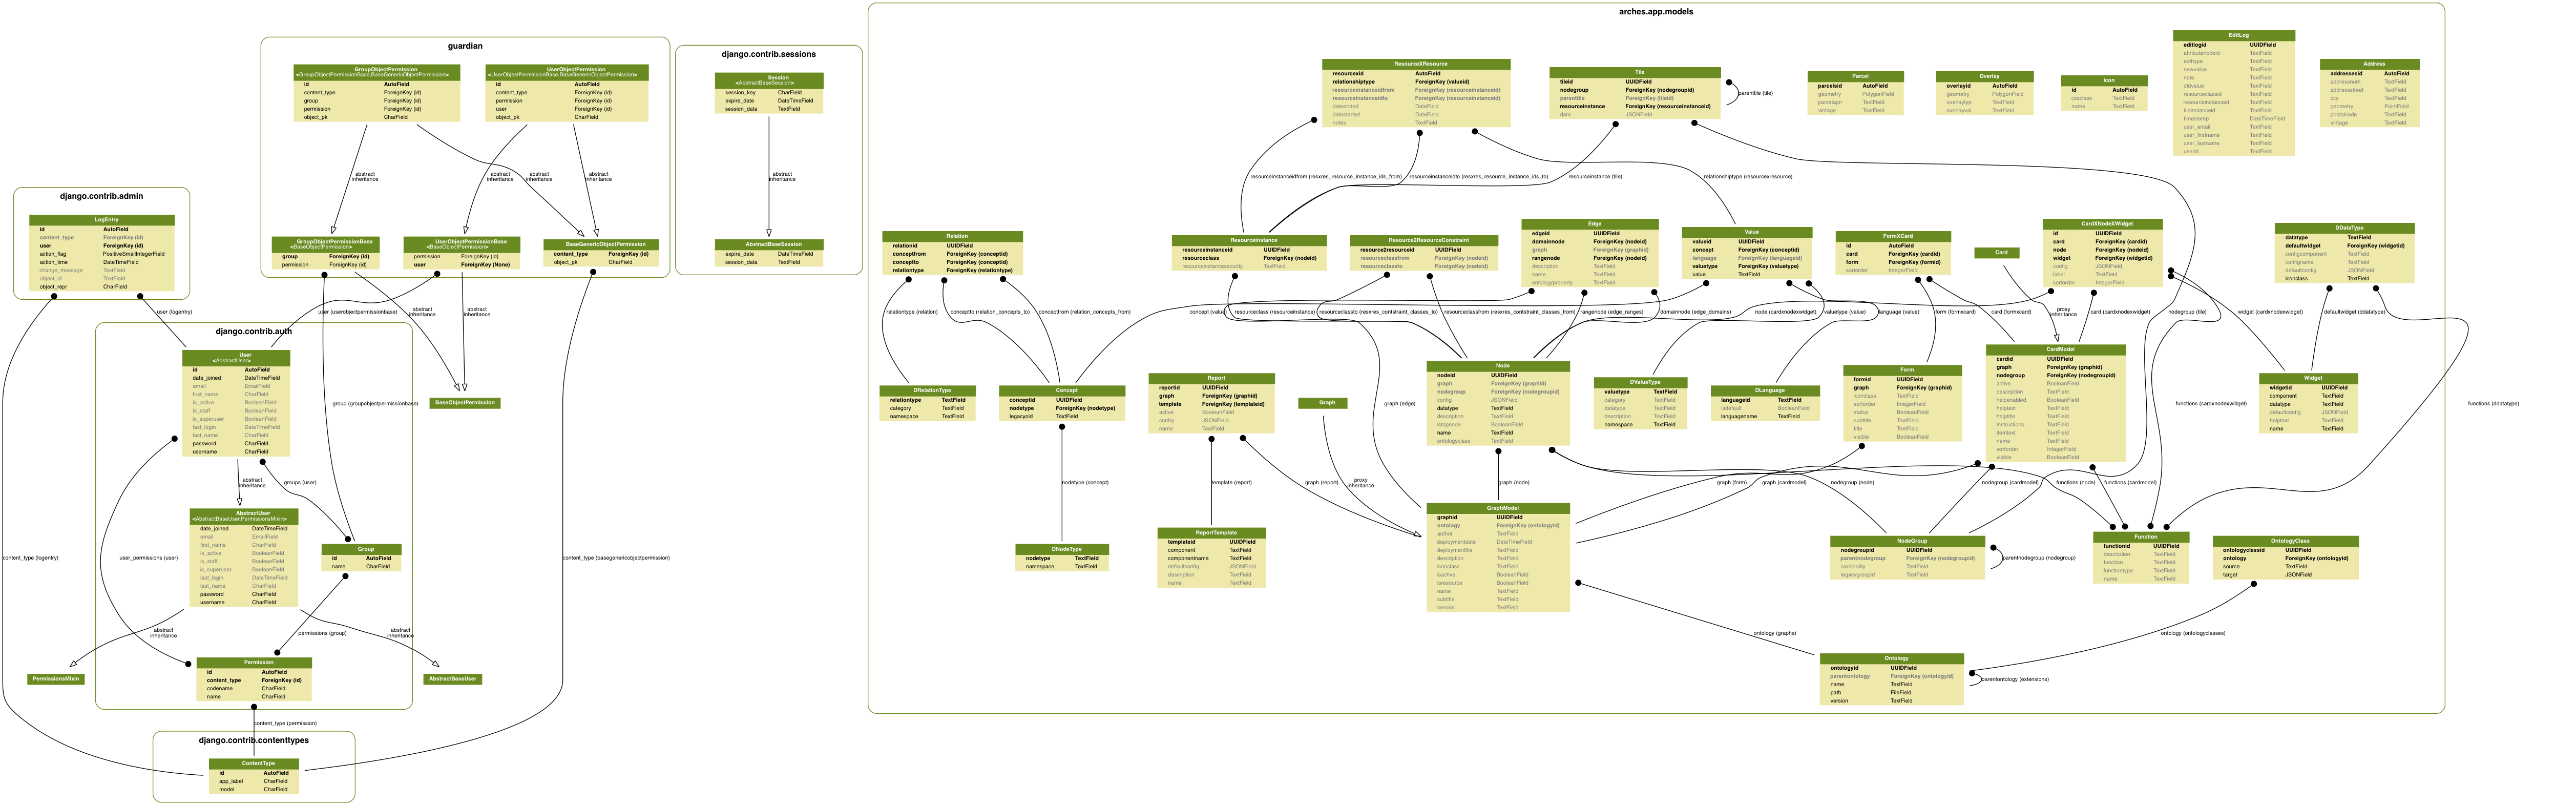 guardian
GroupObjectPermission
<GroupObjectPermissionBase,BaseGenericObjectPermission>
id AutoField
content_type ForeignKey (id)
group ForeignKey (id)
permission ForeignKey (id)
object_pk CharField
UserObjectPermission
<UserObjectPermissionBase,BaseGenericObjectPermission>
id AutoField
content_type ForeignKey (id)
permission ForeignKey (id)
user ForeignKey (id)
object_pk CharField
abstract
inheritance
abstract
inheritance
abstract
inheritance
abstract
inheritance
GroupObjectPermissionBase
<BaseObjectPermission>
group ForeignKey (id)
permission ForeignKey (id)
UserObjectPermissionBase
<BaseObjectPermission>
permission ForeignKey (id)
user ForeignKey (None)
BaseGenericObjectPermission
content_type ForeignKey (id)
object_pk CharField
django.contrib.sessions
Session
<AbstractBaseSession>
session_key CharField
expire_date DateTimeField
session_data TextField
abstract
inheritance
AbstractBaseSession
expire_date DateTimeField
session_data TextField
django.contrib.admin
LogEntry
id AutoField
content_type ForeignKey (id)
user ForeignKey (id)
action_flag PositiveSmallIntegerField
action_time DateTimeField
change_message TextField
object_id TextField
object_repr CharField
user (logentry)
user (userobjectpermissionbase)
abstract
inheritance
abstract
inheritance
django.contrib.auth
User
<AbstractUser>
id AutoField
date_joined DateTimeField
email EmailField
first_name CharField
is_active BooleanField
is_staff BooleanField
is_superuser BooleanField
last_login DateTimeField
last_name CharField
password CharField
username CharField
BaseObjectPermission
group (groupobjectpermissionbase)
abstract
inheritance
groups (user)
AbstractUser
<AbstractBaseUser,PermissionsMixin>
date_joined DateTimeField
email EmailField
first_name CharField
is_active BooleanField
is_staff BooleanField
is_superuser BooleanField
last_login DateTimeField
last_name CharField
password CharField
username CharField
Group
id AutoField
name CharField
content_type (logentry)
user_permissions (user)
content_type (basegenericobjectpermission)
abstract
inheritance
permissions (group)
abstract
inheritance
PermissionsMixin
Permission
id AutoField
content_type ForeignKey (id)
codename CharField
name CharField
AbstractBaseUser
content_type (permission)
django.contrib.contenttypes
ContentType
id AutoField
app_label CharField
model CharField
arches.app.models
ResourceXResource
resourcexid AutoField
relationshiptype ForeignKey (valueid)
resourceinstanceidfrom ForeignKey (resourceinstanceid)
resourceinstanceidto ForeignKey (resourceinstanceid)
dateended DateField
datestarted DateField
notes TextField
Tile
tileid UUIDField
nodegroup ForeignKey (nodegroupid)
parenttile ForeignKey (tileid)
resourceinstance ForeignKey (resourceinstanceid)
data JSONField
parenttile (tile)
Parcel
parcelsid AutoField
geometry PolygonField
parcelapn TextField
vintage TextField
Overlay
overlayid AutoField
geometry PolygonField
overlaytyp TextField
overlayval TextField
Icon
id AutoField
cssclass TextField
name TextField
EditLog
editlogid UUIDField
attributenodeid TextField
edittype TextField
newvalue TextField
note TextField
oldvalue TextField
resourceclassid TextField
resourceinstanceid TextField
tileinstanceid TextField
timestamp DateTimeField
user_email TextField
user_firstname TextField
user_lastname TextField
userid TextField
Address
addressesid AutoField
addressnum TextField
addressstreet TextField
city TextField
geometry PointField
postalcode TextField
vintage TextField
resourceinstanceidfrom (resxres_resource_instance_ids_from)
resourceinstanceidto (resxres_resource_instance_ids_to)
resourceinstance (tile)
relationshiptype (resourcexresource)
Relation
relationid UUIDField
conceptfrom ForeignKey (conceptid)
conceptto ForeignKey (conceptid)
relationtype ForeignKey (relationtype)
ResourceInstance
resourceinstanceid UUIDField
resourceclass ForeignKey (nodeid)
resourceinstancesecurity TextField
Resource2ResourceConstraint
resource2resourceid UUIDField
resourceclassfrom ForeignKey (nodeid)
resourceclassto ForeignKey (nodeid)
Edge
edgeid UUIDField
domainnode ForeignKey (nodeid)
graph ForeignKey (graphid)
rangenode ForeignKey (nodeid)
description TextField
name TextField
ontologyproperty TextField
Value
valueid UUIDField
concept ForeignKey (conceptid)
language ForeignKey (languageid)
valuetype ForeignKey (valuetype)
value TextField
FormXCard
id AutoField
card ForeignKey (cardid)
form ForeignKey (formid)
sortorder IntegerField
Card
CardXNodeXWidget
id UUIDField
card ForeignKey (cardid)
node ForeignKey (nodeid)
widget ForeignKey (widgetid)
config JSONField
label TextField
sortorder IntegerField
DDataType
datatype TextField
defaultwidget ForeignKey (widgetid)
configcomponent TextField
configname TextField
defaultconfig JSONField
iconclass TextField
relationtype (relation)
conceptto (relation_concepts_to)
conceptfrom (relation_concepts_from)
concept (value)
resourceclass (resourceinstance)
resourceclassto (resxres_contstraint_classes_to)
resourceclassfrom (resxres_contstraint_classes_from)
rangenode (edge_ranges)
domainnode (edge_domains)
node (cardxnodexwidget)
valuetype (value)
language (value)
form (formxcard)
card (formxcard)
proxy
inheritance
card (cardxnodexwidget)
nodegroup (tile)
widget (cardxnodexwidget)
defaultwidget (ddatatype)
DRelationType
relationtype TextField
category TextField
namespace TextField
Concept
conceptid UUIDField
nodetype ForeignKey (nodetype)
legacyoid TextField
Report
reportid UUIDField
graph ForeignKey (graphid)
template ForeignKey (templateid)
active BooleanField
config JSONField
name TextField
Graph
graph (edge)
Node
nodeid UUIDField
graph ForeignKey (graphid)
nodegroup ForeignKey (nodegroupid)
config JSONField
datatype TextField
description TextField
istopnode BooleanField
name TextField
ontologyclass TextField
DValueType
valuetype TextField
category TextField
datatype TextField
description TextField
namespace TextField
DLanguage
languageid TextField
isdefault BooleanField
languagename TextField
Form
formid UUIDField
graph ForeignKey (graphid)
iconclass TextField
sortorder IntegerField
status BooleanField
subtitle TextField
title TextField
visible BooleanField
CardModel
cardid UUIDField
graph ForeignKey (graphid)
nodegroup ForeignKey (nodegroupid)
active BooleanField
description TextField
helpenabled BooleanField
helptext TextField
helptitle TextField
instructions TextField
itemtext TextField
name TextField
sortorder IntegerField
visible BooleanField
functions (cardxnodexwidget)
Widget
widgetid UUIDField
component TextField
datatype TextField
defaultconfig JSONField
helptext TextField
name TextField
functions (ddatatype)
nodetype (concept)
template (report)
graph (report)
proxy
inheritance
graph (node)
graph (form)
graph (cardmodel)
nodegroup (node)
nodegroup (cardmodel)
functions (node)
functions (cardmodel)
DNodeType
nodetype TextField
namespace TextField
ReportTemplate
templateid UUIDField
component TextField
componentname TextField
defaultconfig JSONField
description TextField
name TextField
GraphModel
graphid UUIDField
ontology ForeignKey (ontologyid)
author TextField
deploymentdate DateTimeField
deploymenttitle TextField
description TextField
iconclass TextField
isactive BooleanField
isresource BooleanField
name TextField
subtitle TextField
version TextField
NodeGroup
nodegroupid UUIDField
parentnodegroup ForeignKey (nodegroupid)
cardinality TextField
legacygroupid TextField
parentnodegroup (nodegroup)
Function
functionid UUIDField
description TextField
function TextField
functiontype TextField
name TextField
OntologyClass
ontologyclassid UUIDField
ontology ForeignKey (ontologyid)
source TextField
target JSONField
ontology (graphs)
ontology (ontologyclasses)
Ontology
ontologyid UUIDField
parentontology ForeignKey (ontologyid)
name TextField
path FileField
version TextField
parentontology (extensions)